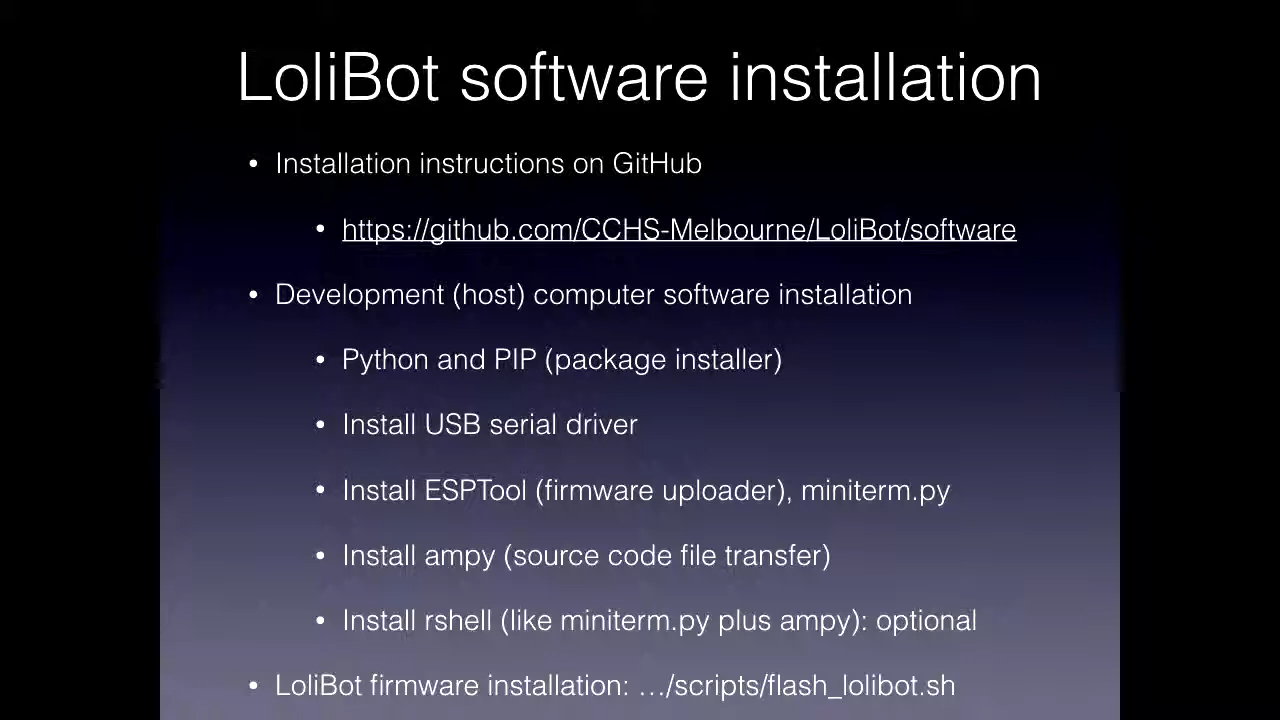 LoliBot software installation
• Installation instructions on GitHub
• https://github.com/CCHS-Melbourne/LoliBot/software
• Development (host) computer software installation
• Python and PIP (package installer)
• Install USB serial driver
• Install ESPTool (firmware uploader), miniterm.py
• Install ampy (source code file transfer)
• Install rshell (like miniterm.py plus ampy): optional
• LoliBot firmware installation: …/scripts/flash_lolibot.sh